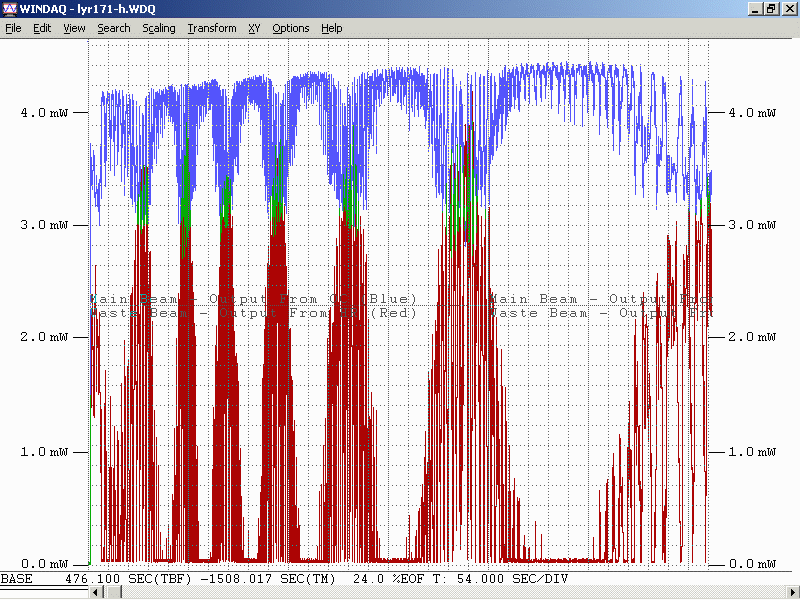 WINDAQ - lyr171-h.WDQ
File Edit View Search Scaling Transform XY Options Help
4.0 mW 4.0 mW
3.0 mW 3.0 mW
Main Beam - Output From (Blue) Main Beam - Output
Waste Beam - Output From (Red) Waste Beam - Output
2.0 mW 2.0 mW
1.0 mW 1.0 mW
0.0 mW 0.0 mW
BASE 476.100 SEC(TBF) -1508.017 SEC(TM) 24.0 %EOF T: 54.000 SEC/DIV